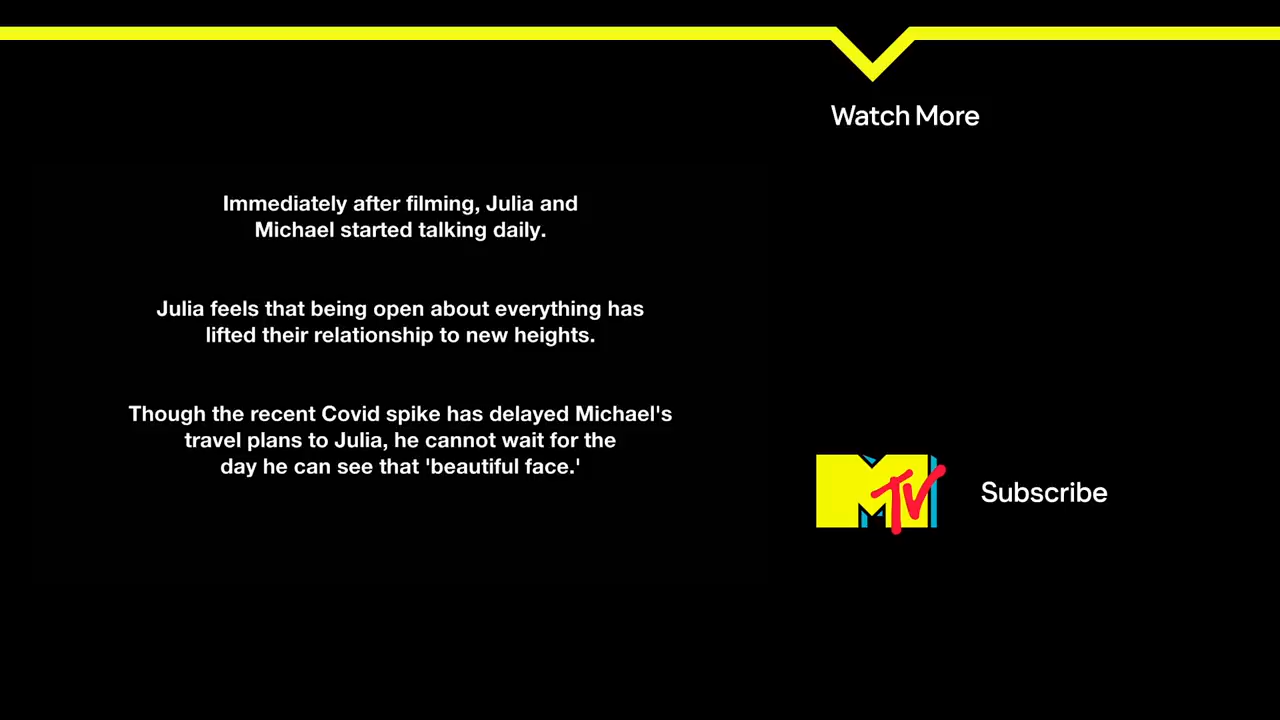 Watch More
Immediately after filming, Julia and
Michael started talking daily.
Julia feels that being open about everything has
lifted their relationship to new heights.
Though the recent Covid spike has delayed Michael's
travel plans to Julia, he cannot wait for the
day he can see that 'beautiful face.'
MTV
Subscribe